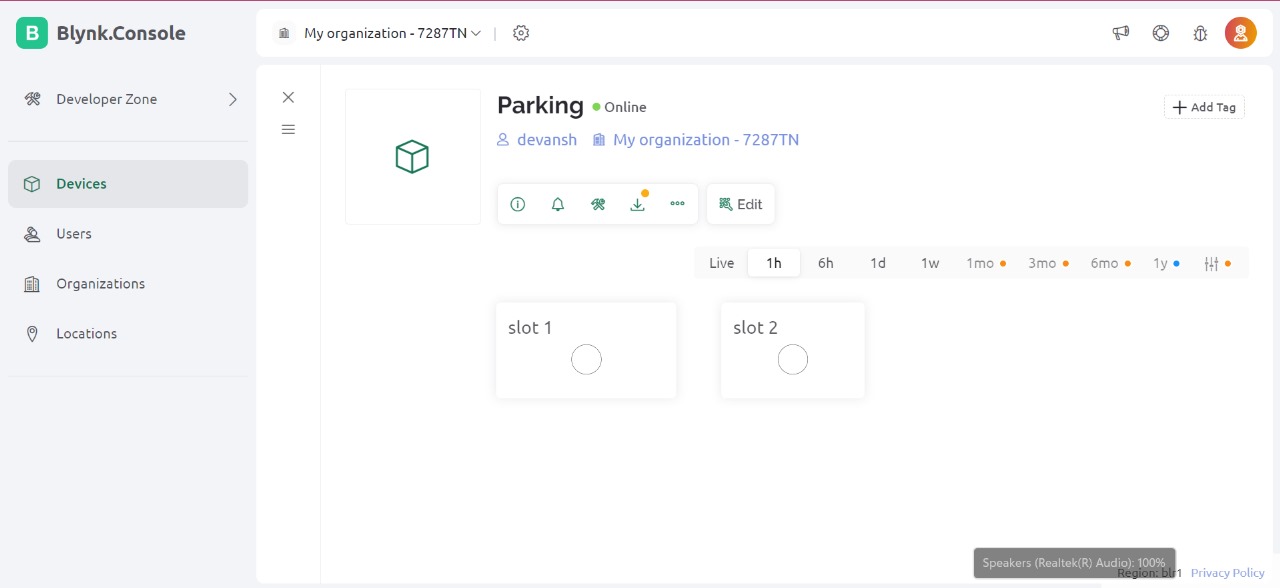 B Blynk.Console
My organization - 7287TN
Developer Zone
Devices
Users
Organizations
Locations
Parking Online
devansh My organization - 7287TN
Add Tag
Edit
Live 1h 6h 1d 1w 1mo 3mo 6mo 1y
slot 1
slot 2
Speakers (Realtek(R) Audio): 100%
Region: blr1 Privacy Policy